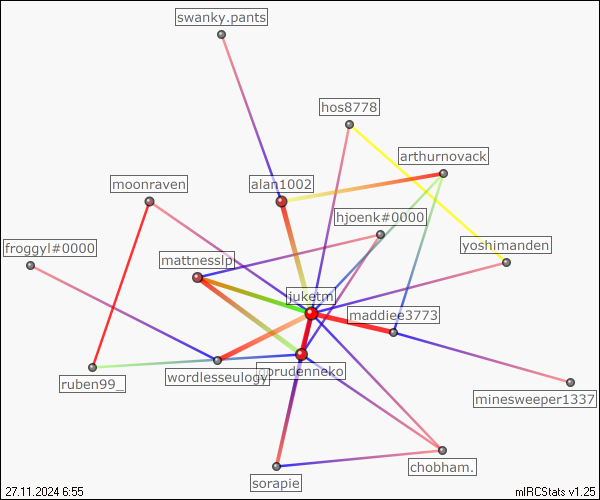 swanky.pants
hos8778
arthurnovack
moonraven
alan1002
hjoenk#0000
froggyl#0000
yoshimanden
mattnesslp
juketm
maddiee3773
prudenneko
ruben99_
wordlesseulogy
minesweeper1337
chobham.
sorapie
27.11.2024 6:55
mIRCStats v1.25